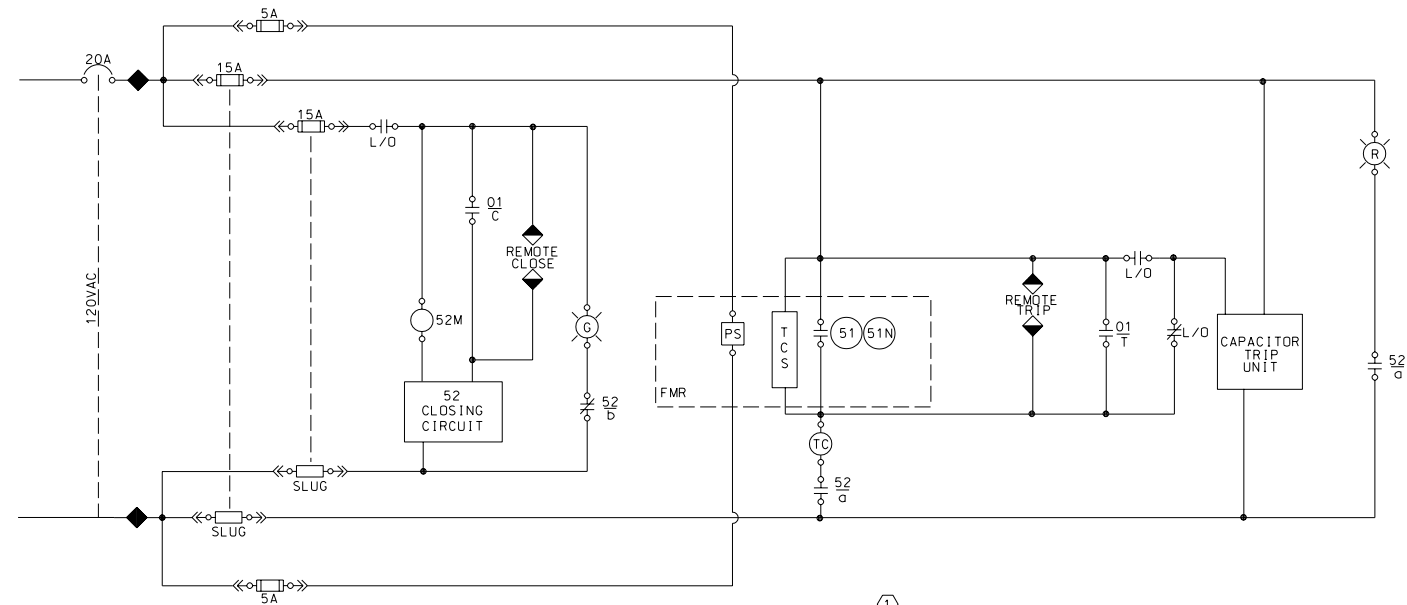 5A
20A
15A
15A
L/O
01
C
REMOTE
CLOSE
120VAC
52M
G
52
CLOSING
CIRCUIT
52
b
SLUG
SLUG
5A
PS
TCS
51
51N
FMR
TC
52
a
REMOTE
TRIP
01
T
L/O
L/O
CAPACITOR
TRIP
UNIT
R
52
a
1